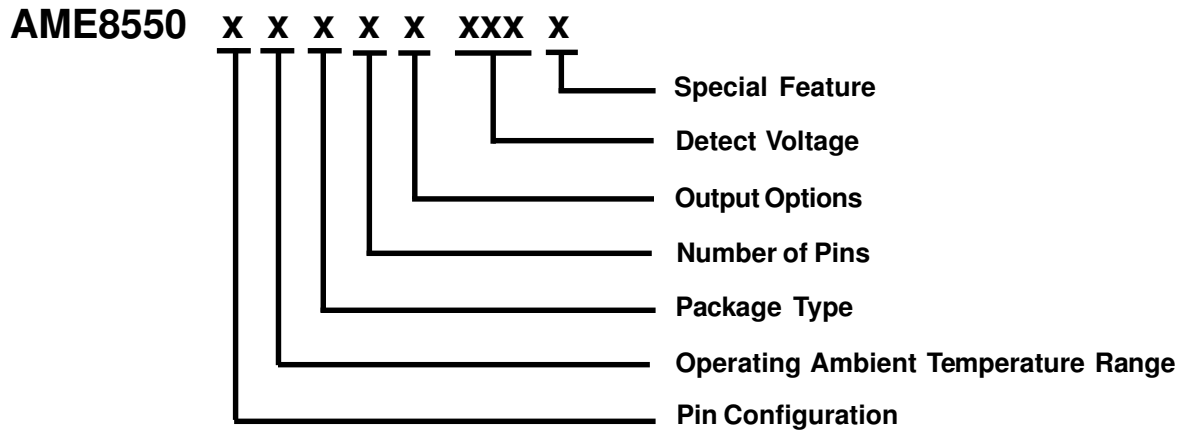 AME8550 x x x x x xxx x
Special Feature
Detect Voltage
Output Options
Number of Pins
Package Type
Operating Ambient Temperature Range
Pin Configuration